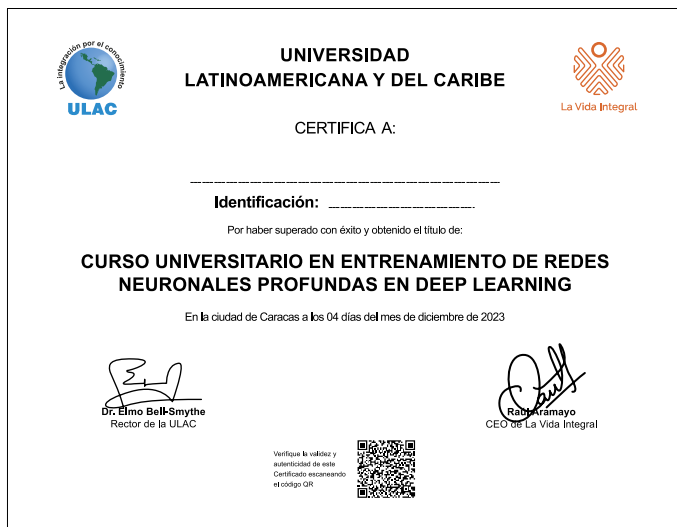 La integración por el conocimiento
ULAC
UNIVERSIDAD
LATINOAMERICANA Y DEL CARIBE
La Vida Integral
CERTIFICA A:
Identificación:
Por haber superado con éxito y obtenido el título de:
CURSO UNIVERSITARIO EN ENTRENAMIENTO DE REDES
NEURONALES PROFUNDAS EN DEEP LEARNING
En la ciudad de Caracas a los 04 días del mes de diciembre de 2023
Dr. Elmo Bell-Smythe
Rector de la ULAC
Raúl Aramayo
CEO de La Vida Integral
Verifique la validez y
autenticidad de este
Certificado escaneando
el código QR